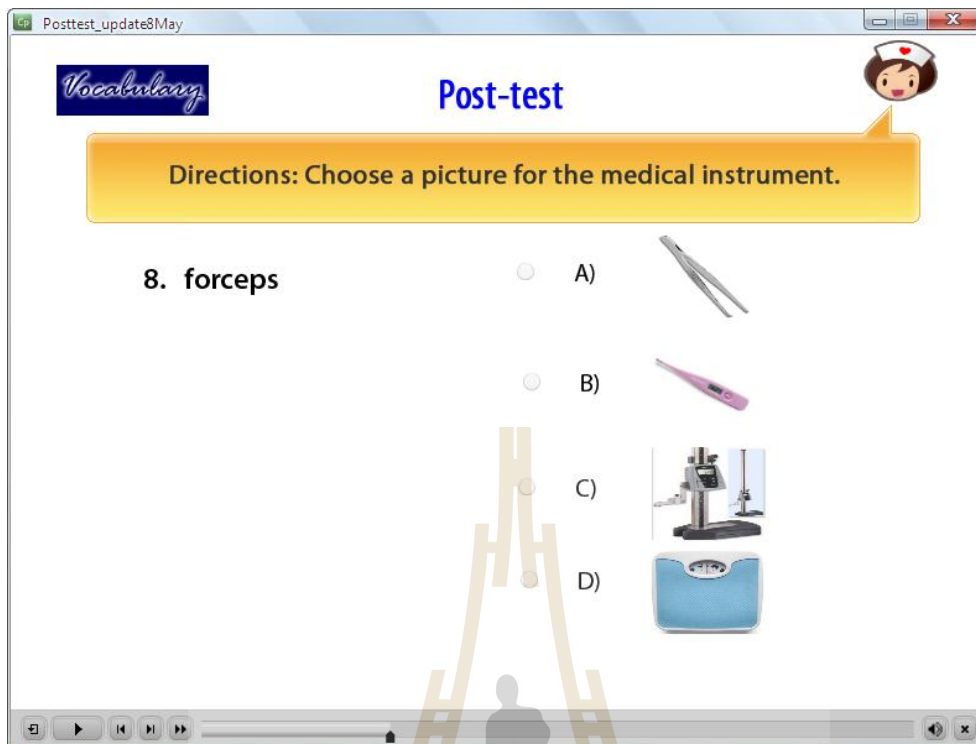 Posttest_update8May
Vocabulary
Post-test
Directions: Choose a picture for the medical instrument.
8. forceps
A)
B)
C)
D)